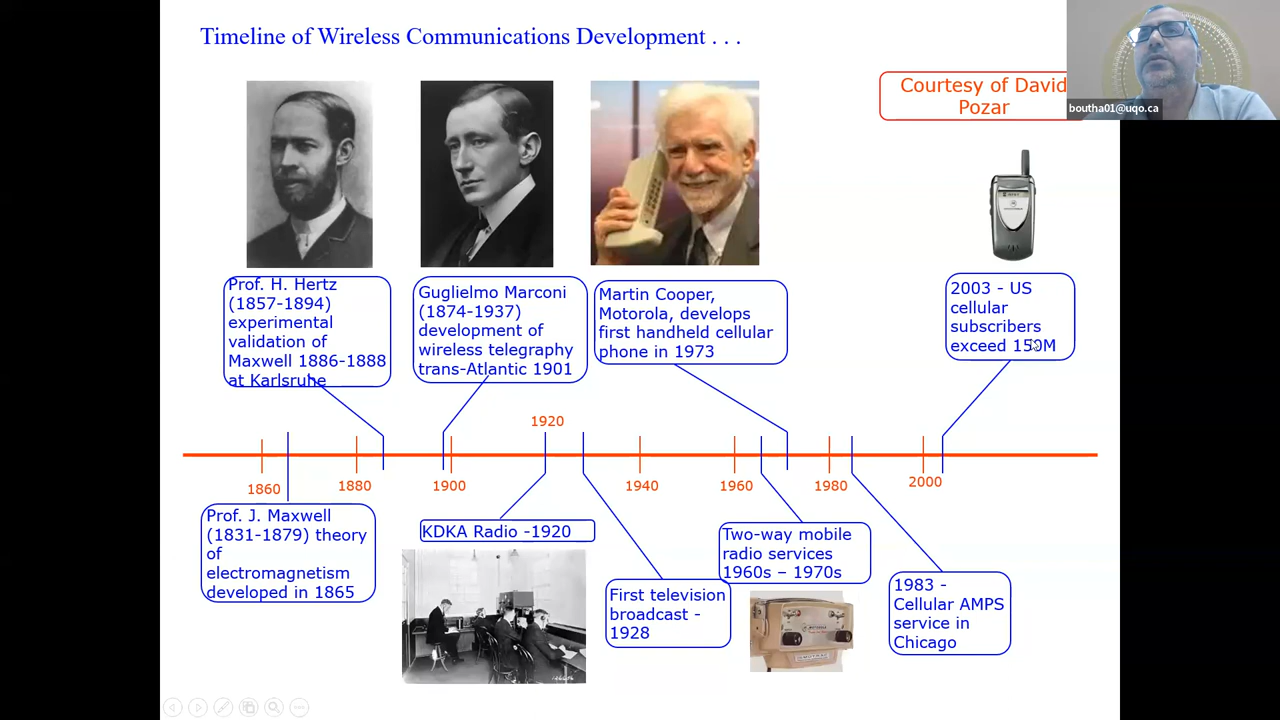 Timeline of Wireless Communications Development . . .
Courtesy of David
Pozar
boutha01@uqo.ca
Prof. H. Hertz
(1857-1894)
experimental
validation of
Maxwell 1886-1888
at Karlsruhe
Guglielmo Marconi
(1874-1937)
development of
wireless telegraphy
trans-Atlantic 1901
Martin Cooper,
Motorola, develops
first handheld cellular
phone in 1973
2003 - US
cellular
subscribers
exceed 150M
1920
1860
1880
1900
1940
1960
1980
2000
Prof. J. Maxwell
(1831-1879) theory
of
electromagnetism
developed in 1865
KDKA Radio -1920
First television
broadcast -
1928
Two-way mobile
radio services
1960s – 1970s
1983 -
Cellular AMPS
service in
Chicago